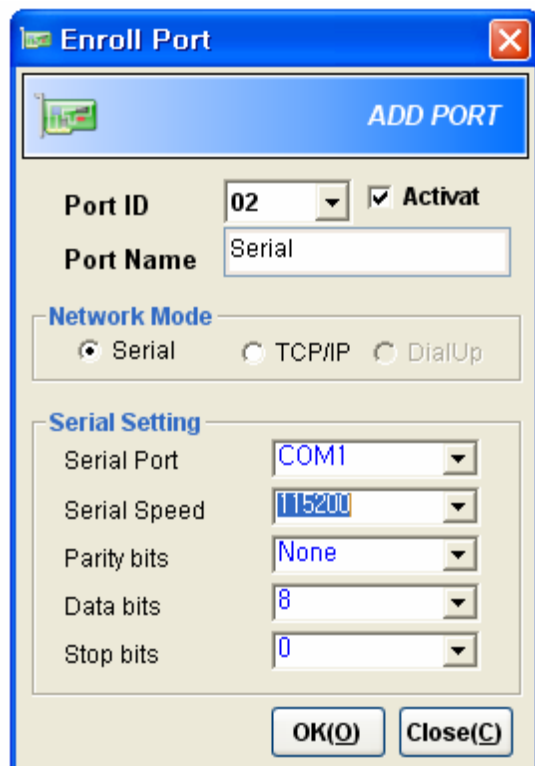 Enroll Port
ADD PORT
Port ID 02 Activat
Port Name Serial
Network Mode
Serial TCP/IP DialUp
Serial Setting
Serial Port COM1
Serial Speed 115200
Parity bits None
Data bits 8
Stop bits 0
OK(O) Close(C)